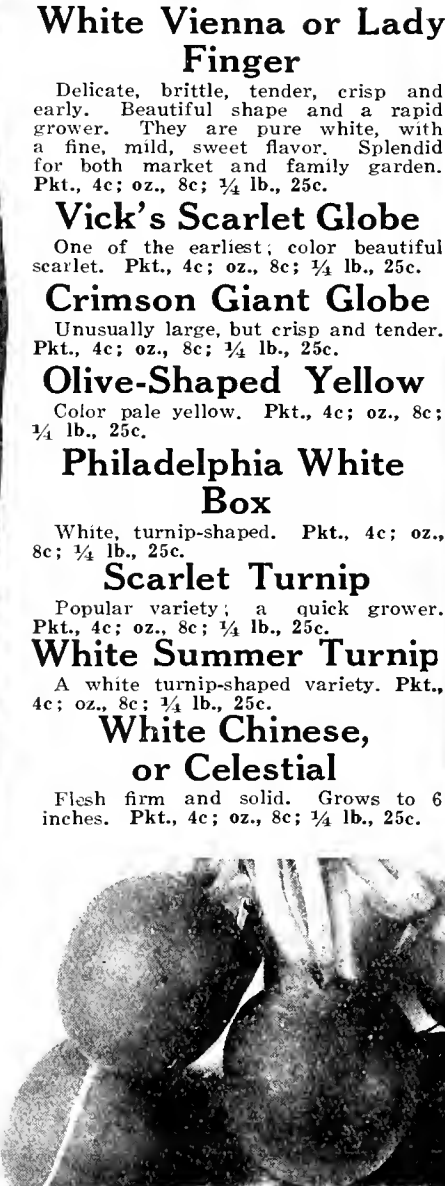 White Vienna or Lady
Finger
Delicate, brittle, tender, crisp and
early. Beautiful shape and a rapid
grower. They are pure white, with
a fine, mild, sweet flavor. Splendid
for both market and family garden.
Pkt., 4c; oz., 8c; ¼ lb., 25c.
Vick's Scarlet Globe
One of the earliest; color beautiful
scarlet. Pkt., 4c; oz., 8c; ¼ lb., 25c.
Crimson Giant Globe
Unusually large, but crisp and tender.
Pkt., 4c; oz., 8c; ¼ lb., 25c.
Olive-Shaped Yellow
Color pale yellow. Pkt., 4c; oz., 8c;
¼ lb., 25c.
Philadelphia White
Box
White, turnip-shaped. Pkt., 4c; oz.,
8c; ¼ lb., 25c.
Scarlet Turnip
Popular variety; a quick grower.
Pkt., 4c; oz., 8c; ¼ lb., 25c.
White Summer Turnip
A white turnip-shaped variety. Pkt.,
4c; oz., 8c; ¼ lb., 25c.
White Chinese,
or Celestial
Flesh firm and solid. Grows to 6
inches. Pkt., 4c; oz., 8c; ¼ lb., 25c.